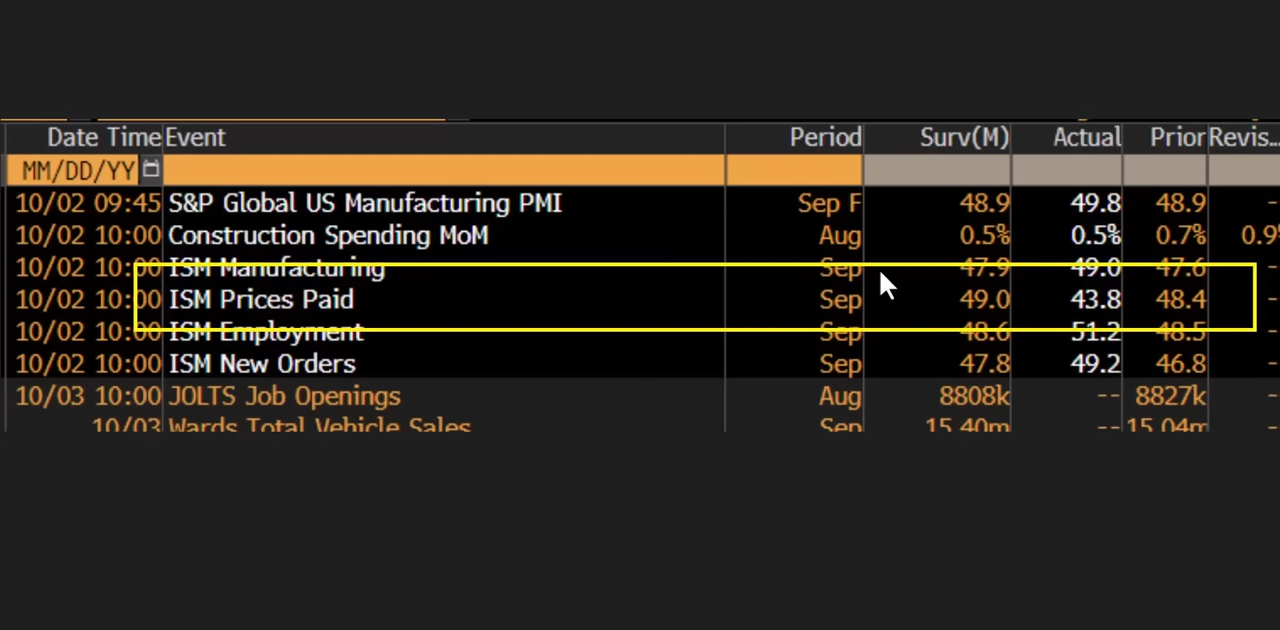 Date Time Event Period Surv(M) Actual Prior Revis...
MM/DD/YY
10/02 09:45 S&P Global US Manufacturing PMI Sep F 48.9 49.8 48.9 -
10/02 10:00 Construction Spending MoM Aug 0.5% 0.5% 0.7% 0.9%
10/02 10:00 ISM Manufacturing Sep 47.9 49.0 47.6 -
10/02 10:00 ISM Prices Paid Sep 49.0 43.8 48.4 -
10/02 10:00 ISM Employment Sep 48.6 51.2 48.5 -
10/02 10:00 ISM New Orders Sep 47.8 49.2 46.8 -
10/03 10:00 JOLTS Job Openings Aug 8808k -- 8827k -
10/03 Wards Total Vehicle Sales Sep 15.40m -- 15.04m -